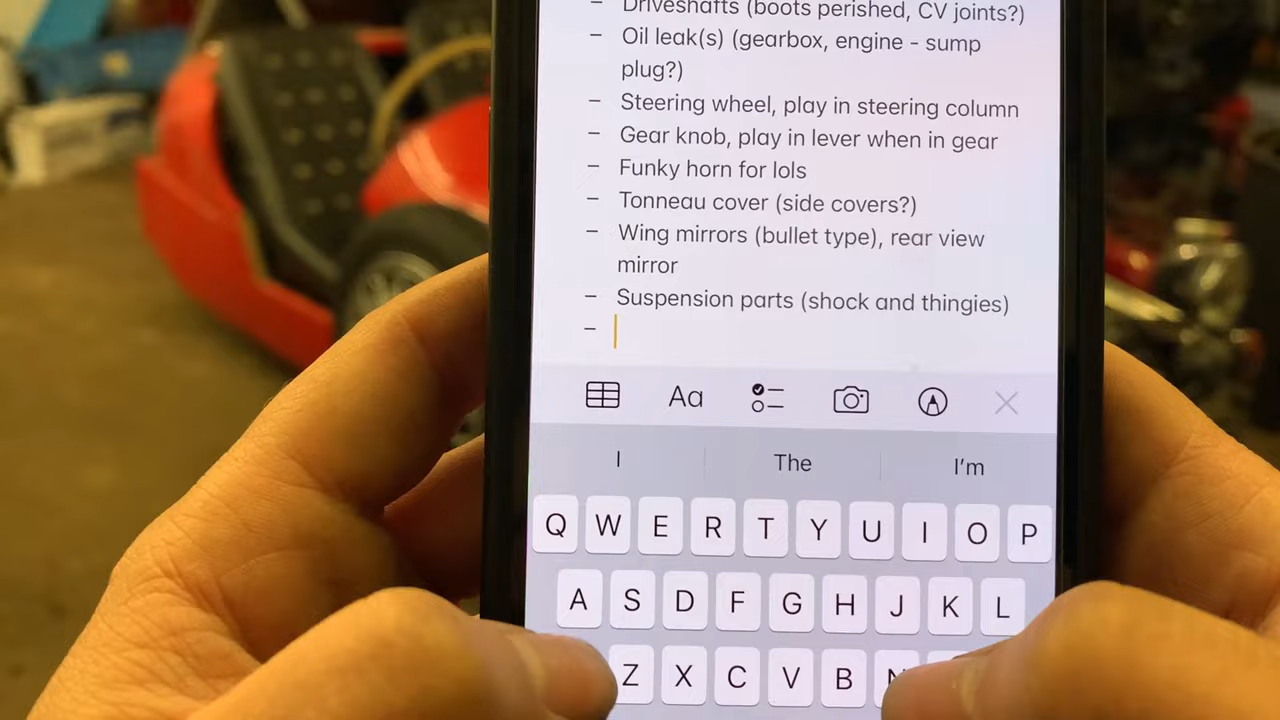 – Driveshafts (boots perished, CV joints?)
– Oil leak(s) (gearbox, engine - sump
plug?)
– Steering wheel, play in steering column
– Gear knob, play in lever when in gear
– Funky horn for lols
– Tonneau cover (side covers?)
– Wing mirrors (bullet type), rear view
mirror
– Suspension parts (shock and thingies)
–
Aa
I The I'm
Q W E R T Y U I O P
A S D F G H J K L
Z X C V B N